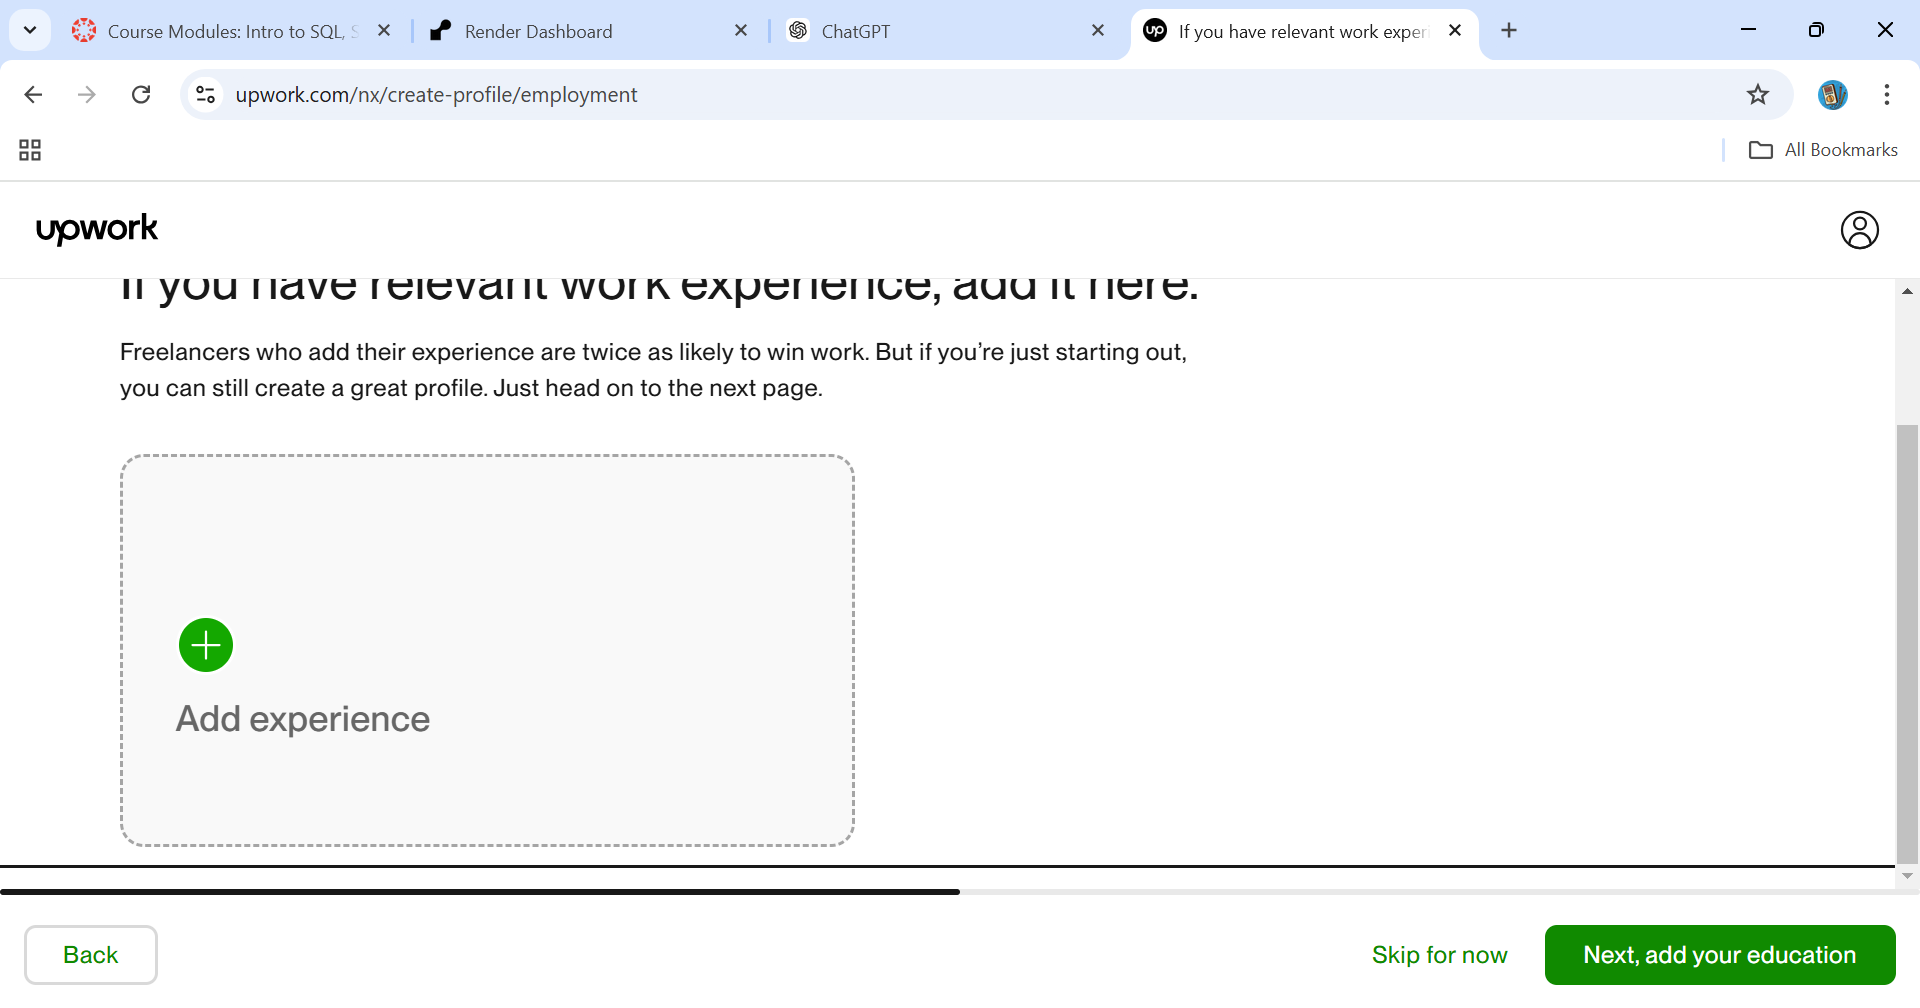 Course Modules: Intro to SQL,
Render Dashboard
ChatGPT
If you have relevant work exper
upwork.com/nx/create-profile/employment
All Bookmarks
upwork
If you have relevant work experience, add it here.
Freelancers who add their experience are twice as likely to win work. But if you’re just starting out,
you can still create a great profile. Just head on to the next page.
Add experience
Back
Skip for now
Next, add your education